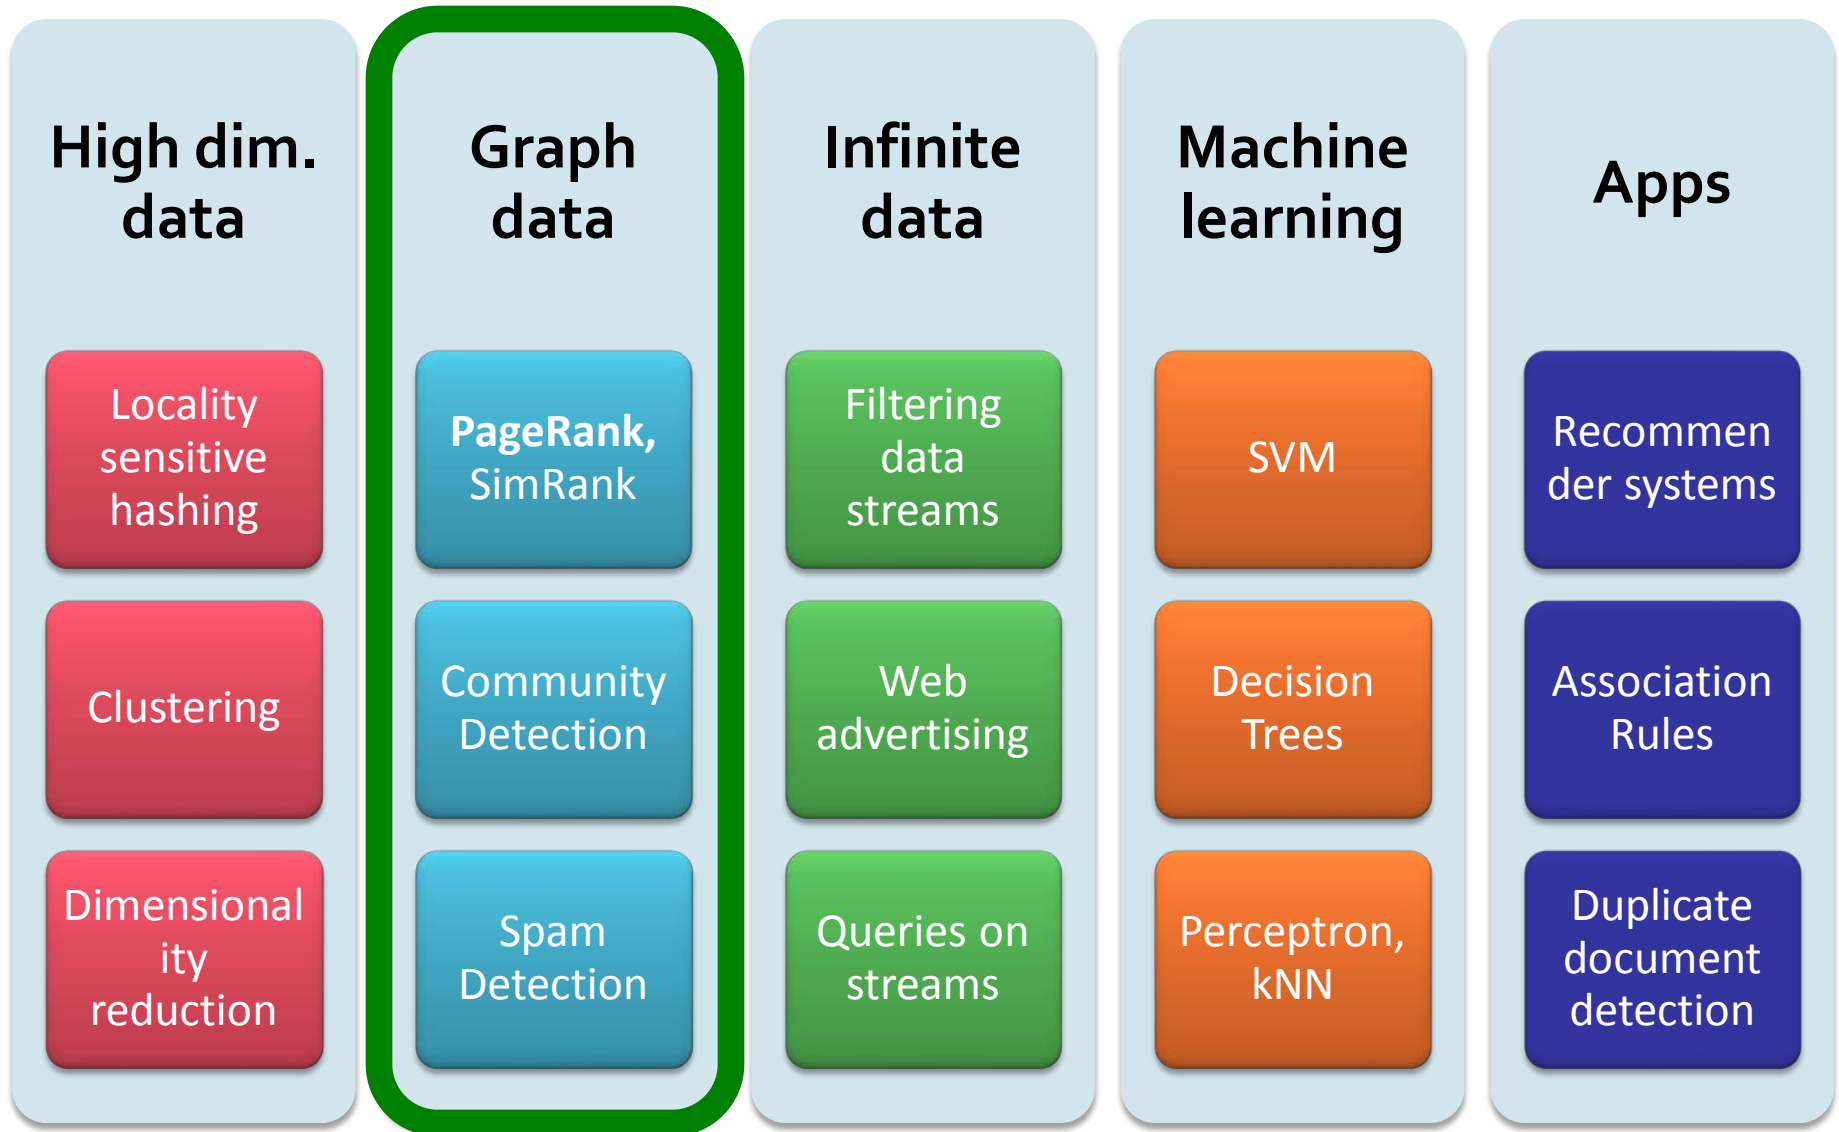 High dim.
data
Graph
data
Infinite
data
Machine
learning
Apps
Locality
sensitive
hashing
PageRank,
SimRank
Filtering
data
streams
SVM
Recommen
der systems
Clustering
Community
Detection
Web
advertising
Decision
Trees
Association
Rules
Dimensional
ity
reduction
Spam
Detection
Queries on
streams
Perceptron,
kNN
Duplicate
document
detection